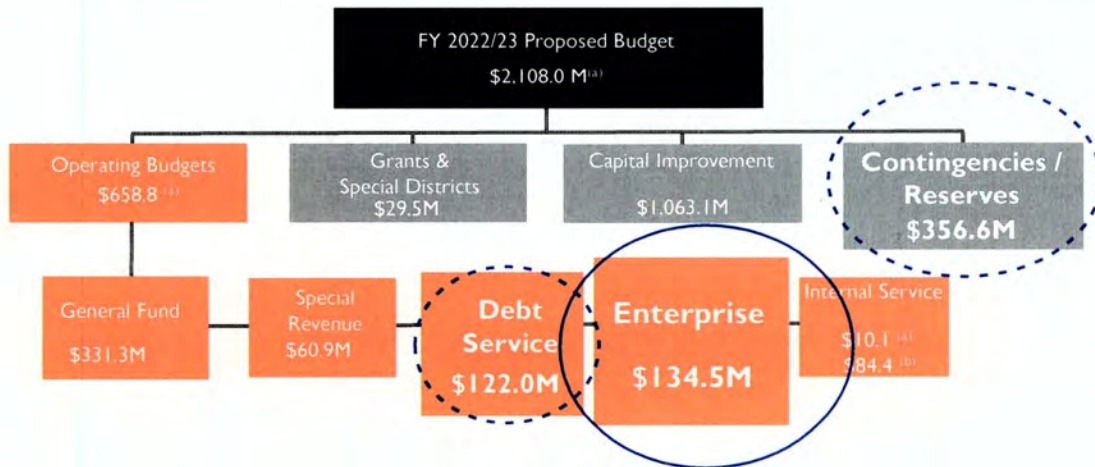 FY 2022/23 Proposed Budget
$2,108.0 M(a)
Operating Budgets
$658.8 (a)
Grants &
Special Districts
$29.5M
Capital Improvement
$1,063.1M
Contingencies /
Reserves
$356.6M
General Fund
$331.3M
Special
Revenue
$60.9M
Debt
Service
$122.0M
Enterprise
$134.5M
Internal Service
$10.1 (a)
$84.4 (b)